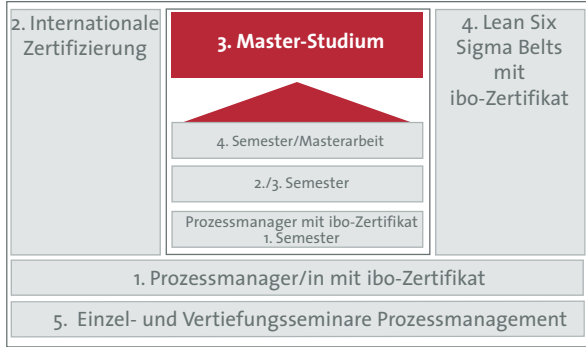 2. Internationale
Zertifizierung
3. Master-Studium
4. Semester/Masterarbeit
2./3. Semester
Prozessmanager mit ibo-Zertifikat
1. Semester
4. Lean Six
Sigma Belts
mit
ibo-Zertifikat
1. Prozessmanager/in mit ibo-Zertifikat
5. Einzel- und Vertiefungsseminare Prozessmanagement